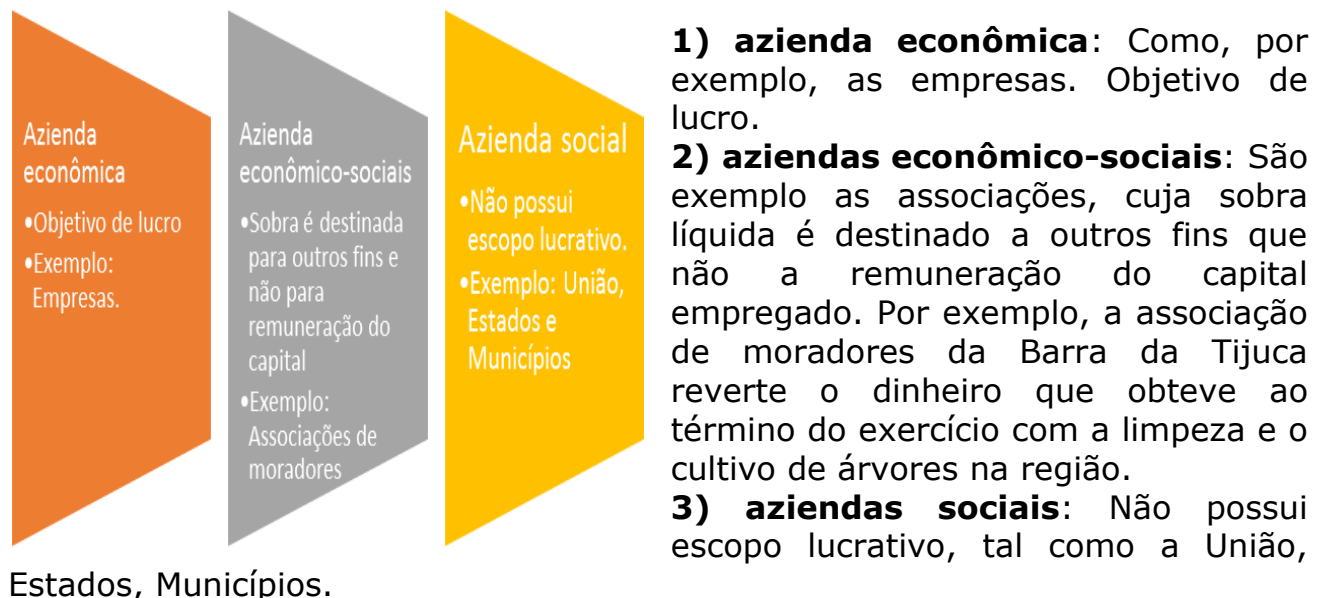 Azienda
econômica
•Objetivo de lucro
•Exemplo:
Empresas.
Azienda
econômico-sociais
•Sobra é destinada
para outros fins e
não para
remuneração do
capital
•Exemplo:
Associações de
moradores
Azienda social
•Não possui
escopo lucrativo.
•Exemplo: União,
Estados e
Municípios
1) azienda econômica: Como, por
exemplo, as empresas. Objetivo de
lucro.
2) aziendas econômico-sociais: São
exemplo as associações, cuja sobra
líquida é destinado a outros fins que
não a remuneração do capital
empregado. Por exemplo, a associação
de moradores da Barra da Tijuca
reverte o dinheiro que obteve ao
término do exercício com a limpeza e o
cultivo de árvores na região.
3) aziendas sociais: Não possui
escopo lucrativo, tal como a União,
Estados, Municípios.